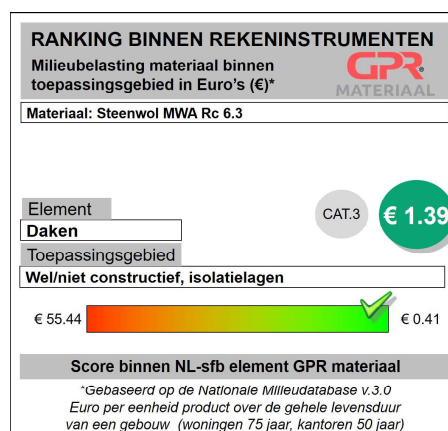 RANKING BINNEN REKENINSTRUMENTEN
Milieubelasting materiaal binnen
toepassingsgebied in Euro's (€)*
GPR
MATERIAAL
Materiaal: Steenwol MWA Rc 6.3
Element
Daken
CAT.3
€ 1.39
Toepassingsgebied
Wel/niet constructief, isolatielagen
€ 55.44
€ 0.41
Score binnen NL-sfb element GPR materiaal
*Gebaseerd op de Nationale Milieudatabase v.3.0
Euro per eenheid product over de gehele levensduur
van een gebouw (woningen 75 jaar, kantoren 50 jaar)